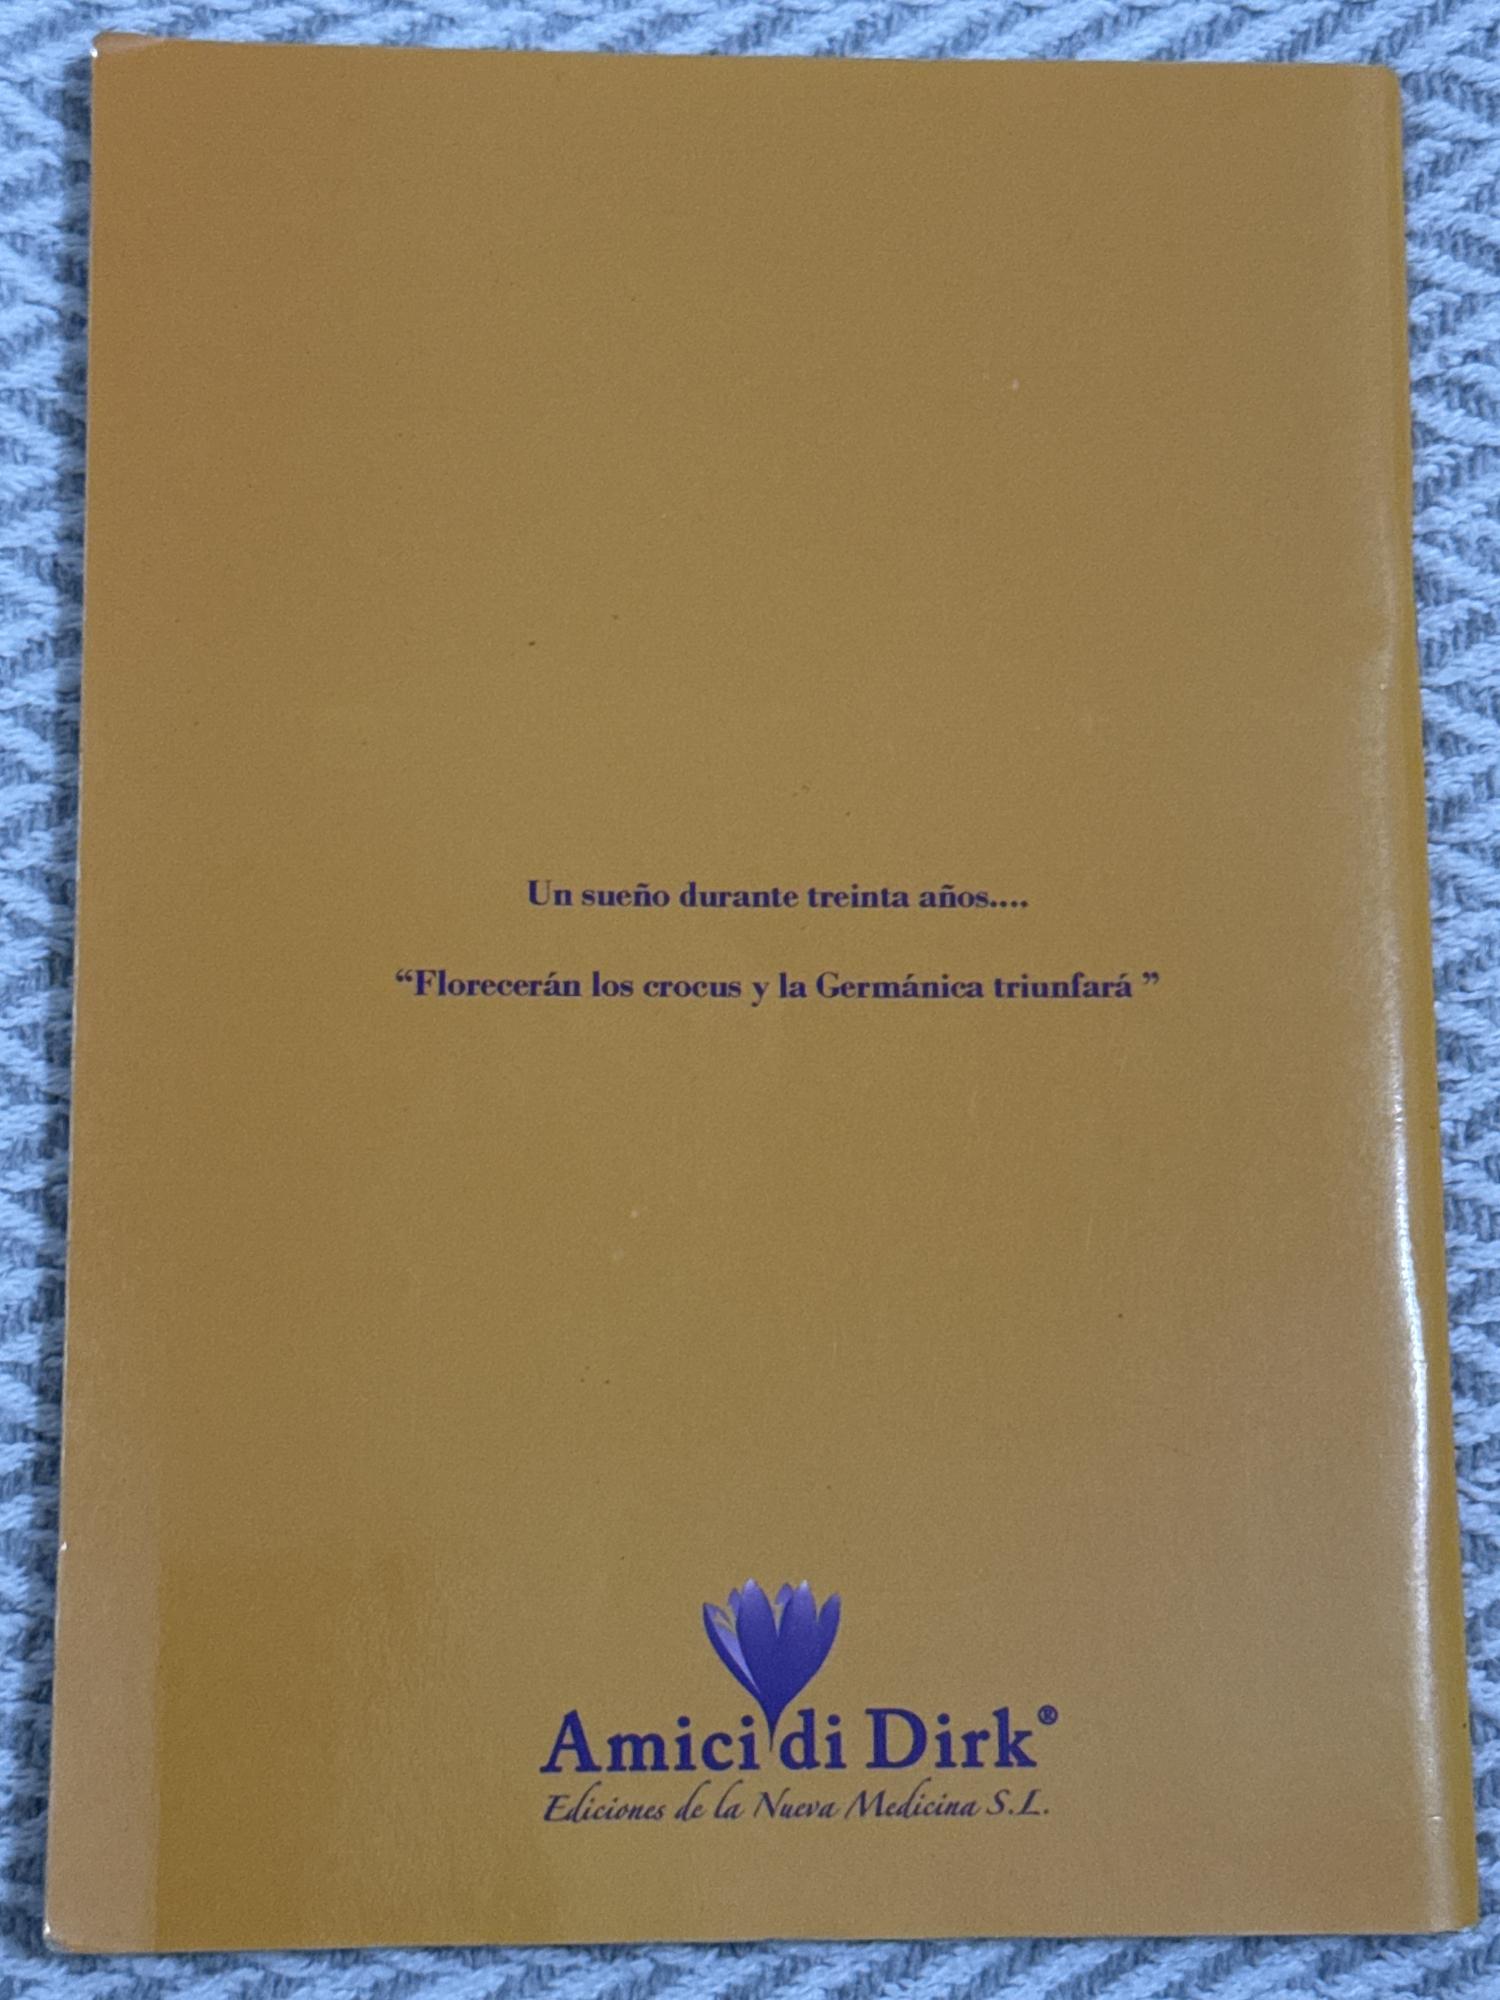 Un sueño durante treinta años....
“Florecerán los crocus y la Germánica triunfará ”
Amici di Dirk®
Ediciones de la Nueva Medicina S.L.